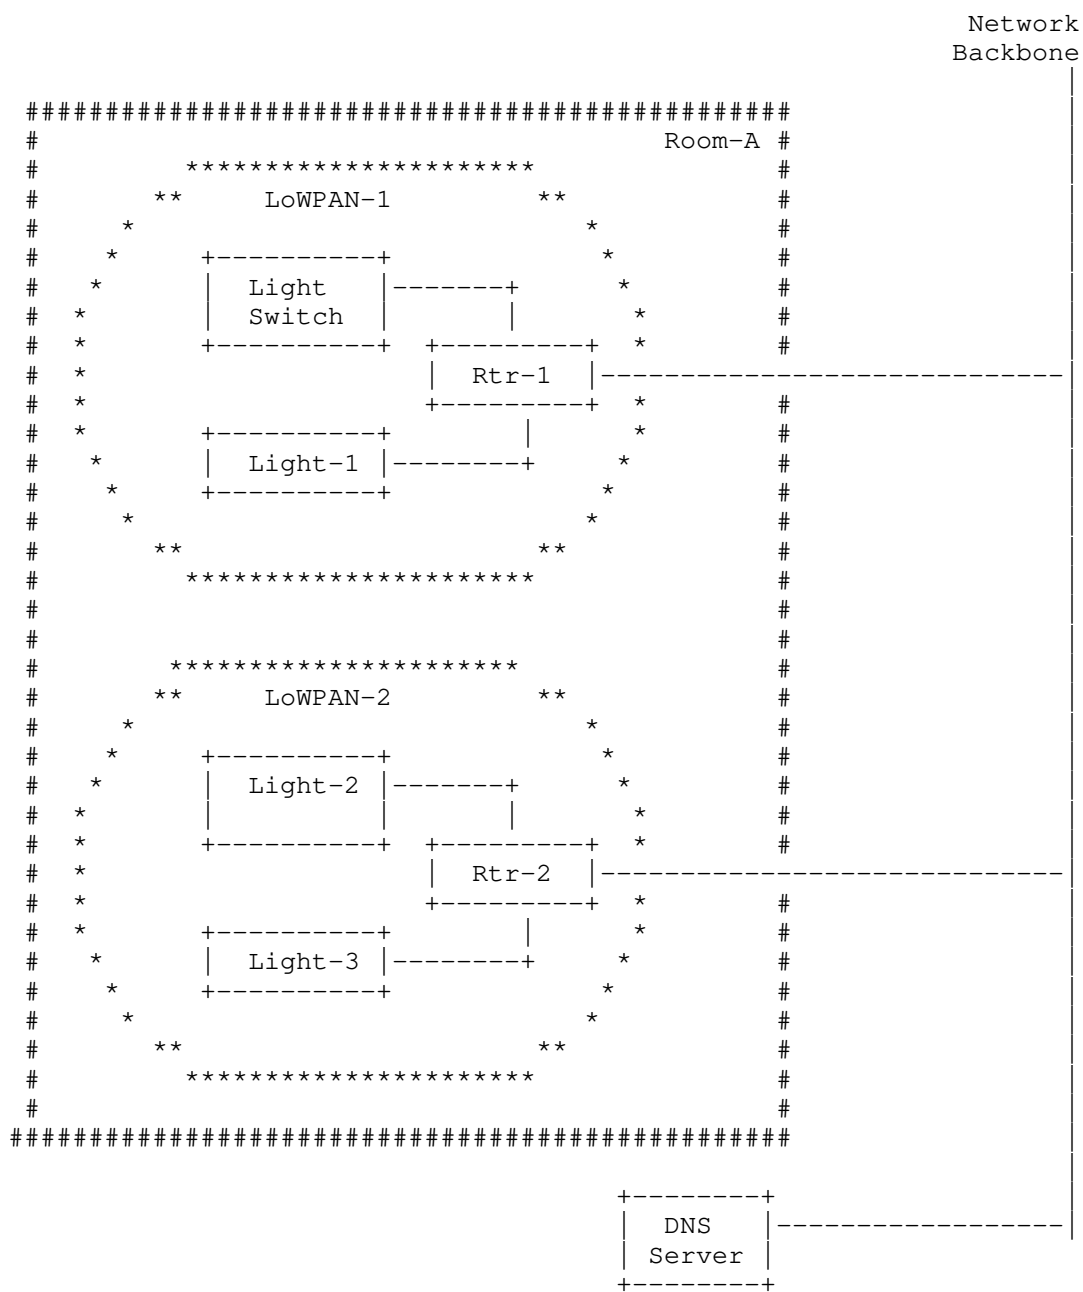 Network
Backbone
Room-A
LoWPAN-1
Light
Switch
Rtr-1
Light-1
LoWPAN-2
Light-2
Rtr-2
Light-3
DNS
Server